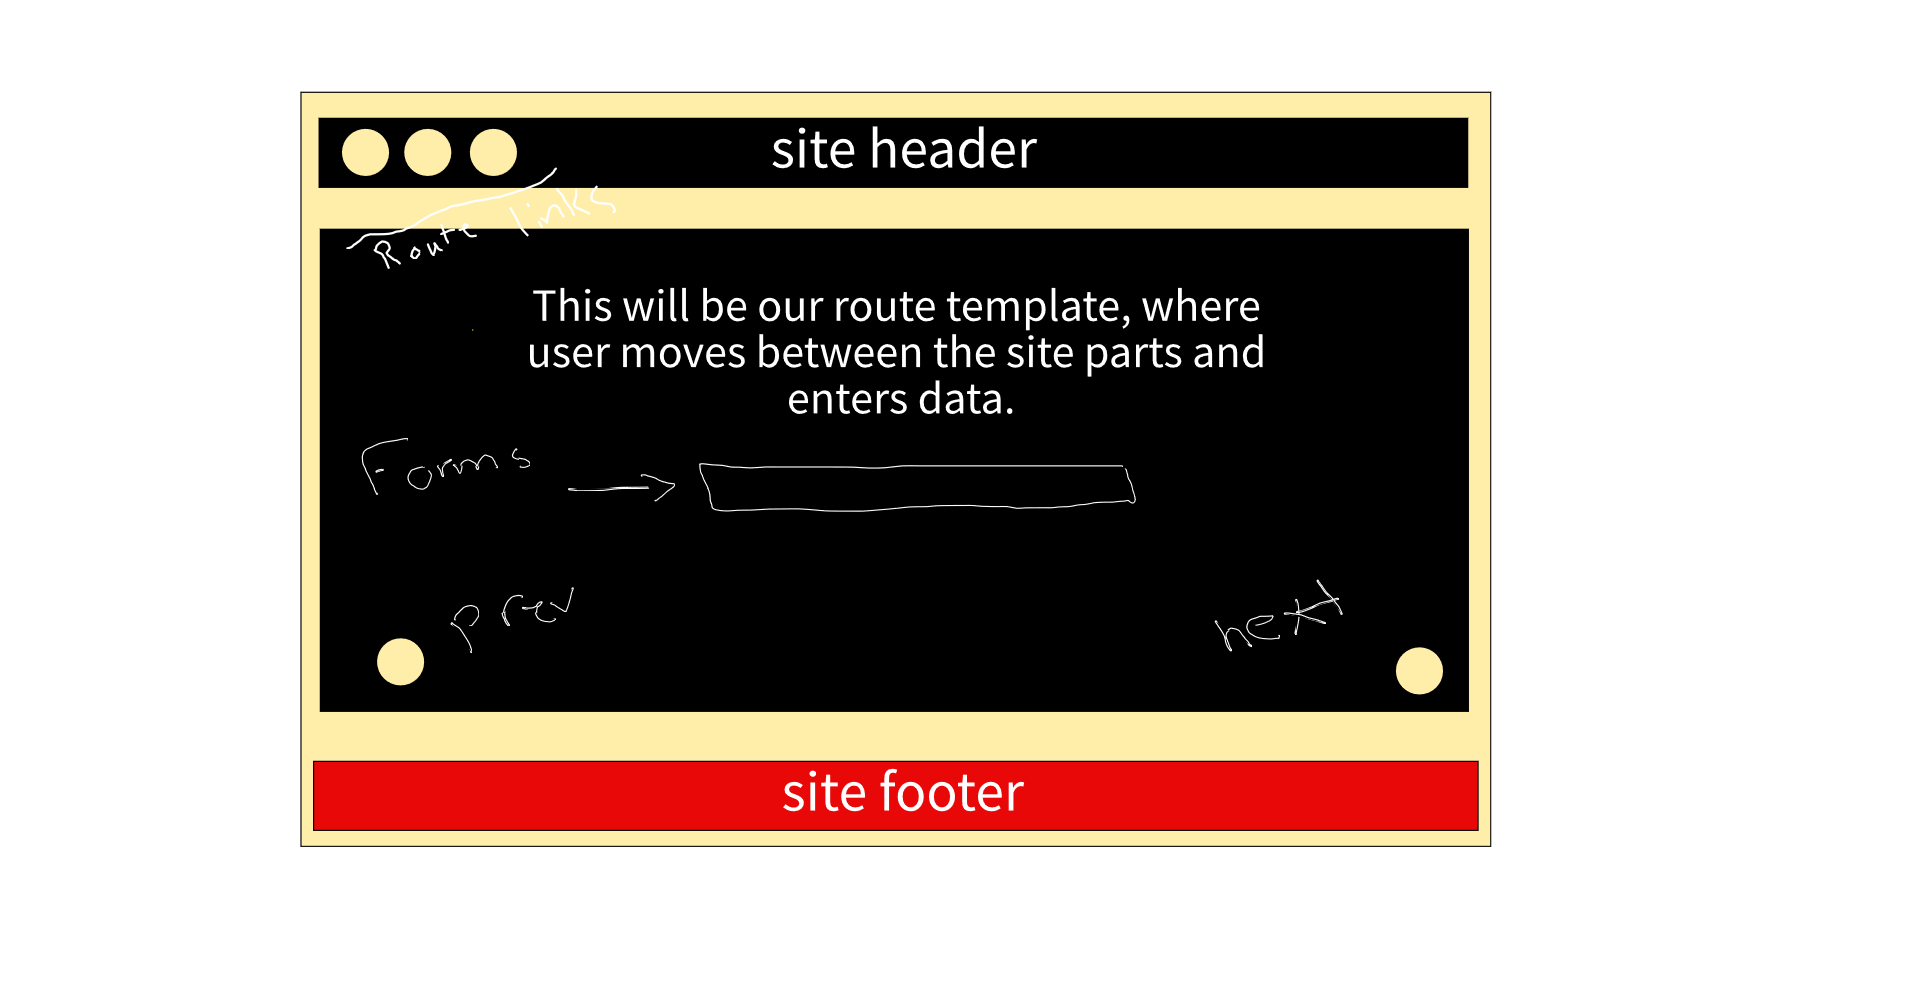 site header
Route links
This will be our route template, where
user moves between the site parts and
enters data.
Forms
prev
next
site footer